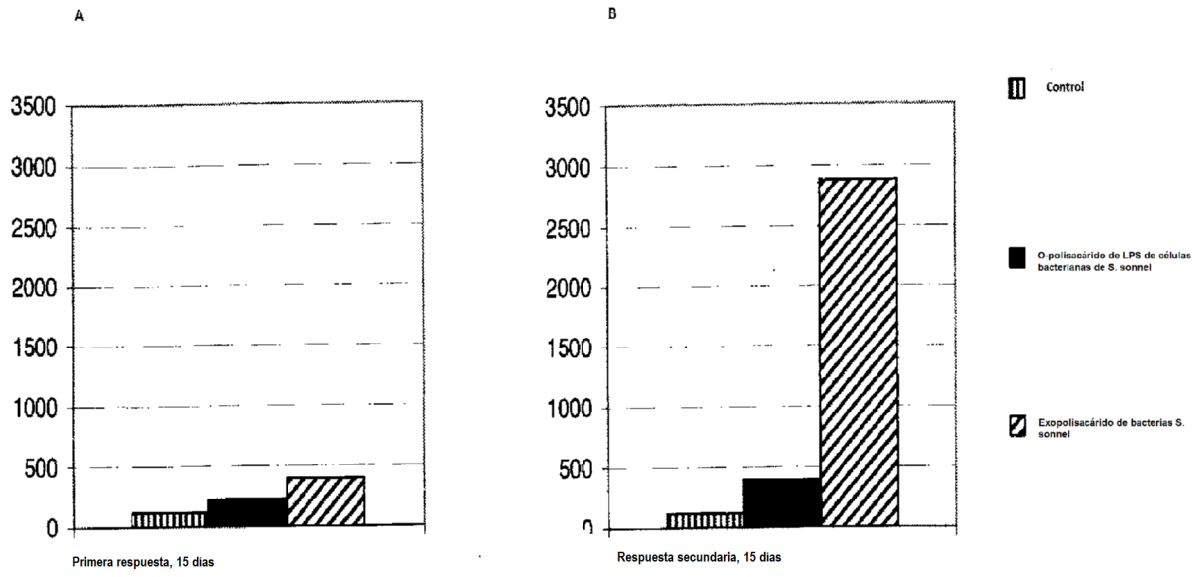 A
B
3500
3000
2500
2000
1500
1000
500
0
Primera respuesta, 15 dias
3500
3000
2500
2000
1500
1000
500
0
Respuesta secundaria, 15 dias
Control
O-polisacárido do LPS de células
bacterianas de S. sonnel
Exopolisacárido de bacterias S.
sonnel